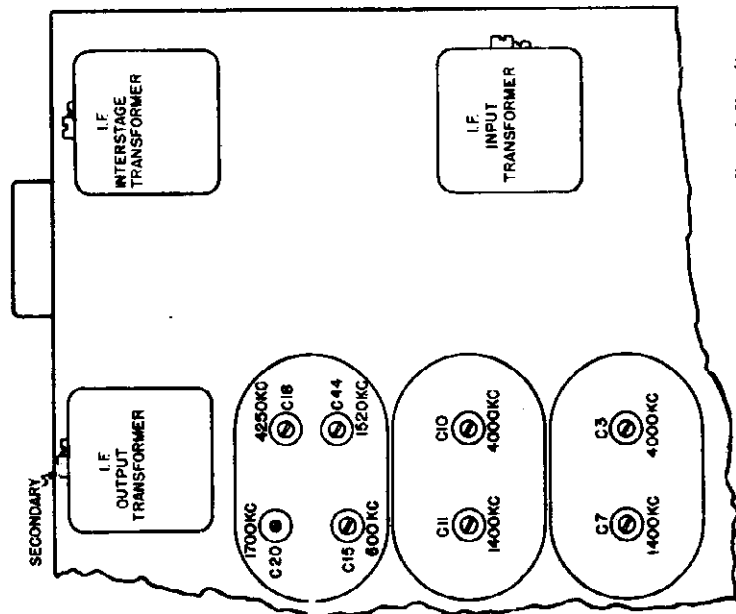 SECONDARY
I.F.
OUTPUT
TRANSFORMER
I.F.
INTERSTAGE
TRANSFORMER
1700KC
C20
4250KC
C18
C15
600KC
C44
1520KC
C11
1400KC
C10
4000KC
I.F.
INPUT
TRANSFORMER
C7
1400KC
C3
4000KC